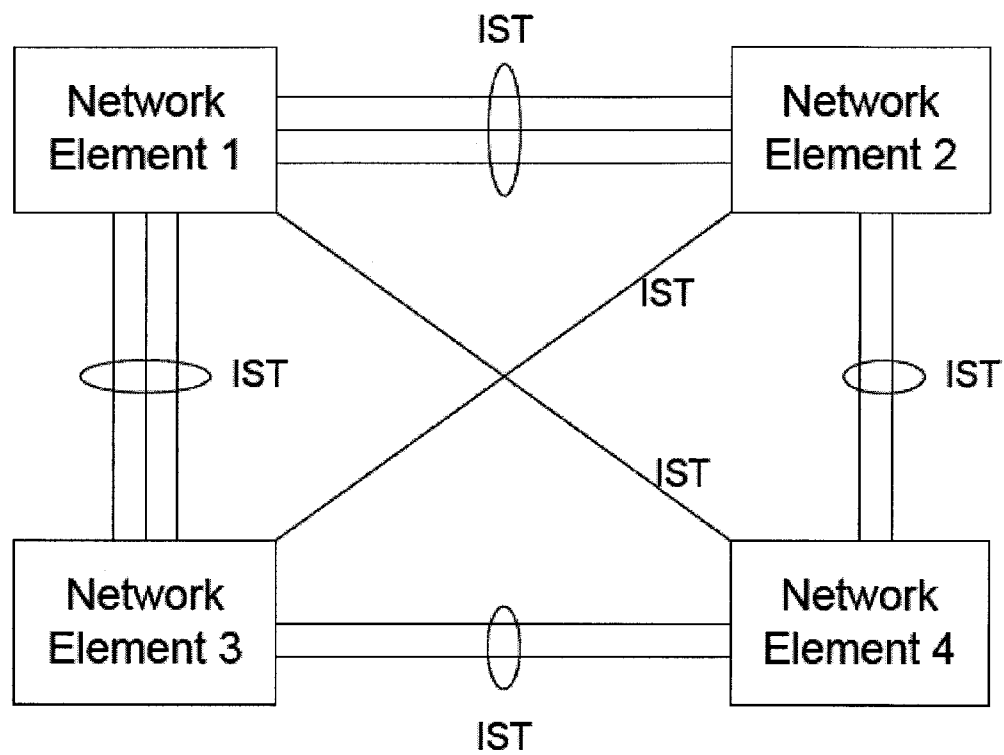 IST
Network
Element 1
Network
Element 2
IST
IST
IST
IST
Network
Element 3
Network
Element 4
IST